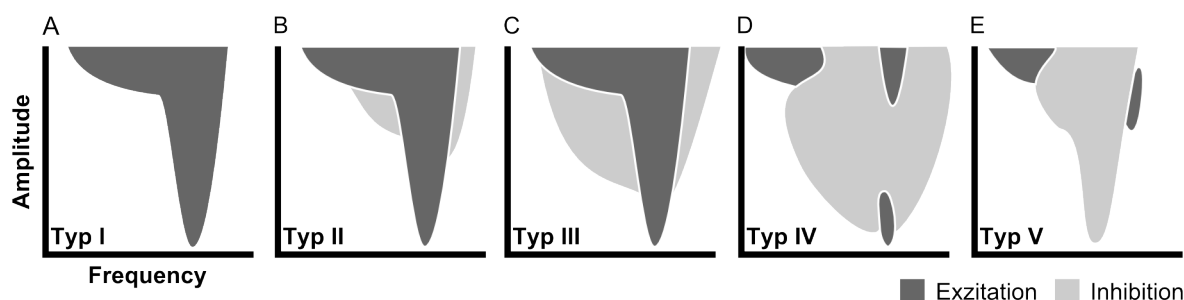 A
B
C
D
E
Amplitude
Typ I
Typ II
Typ III
Typ IV
Typ V
Frequency
Exzitation
Inhibition